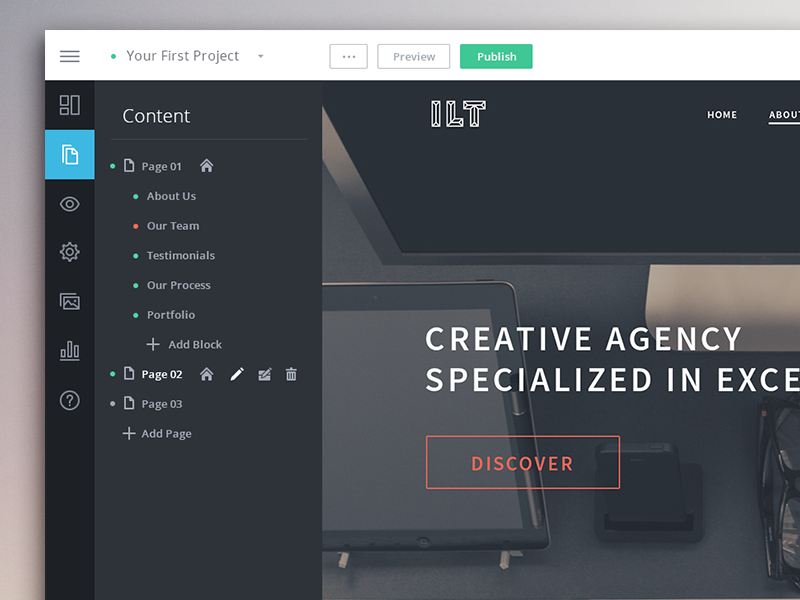 Your First Project
Preview
Publish
Content
Page 01
About Us
Our Team
Testimonials
Our Process
Portfolio
Add Block
Page 02
Page 03
Add Page
ILT
HOME
ABOU
CREATIVE AGENCY
SPECIALIZED IN EXCE
DISCOVER